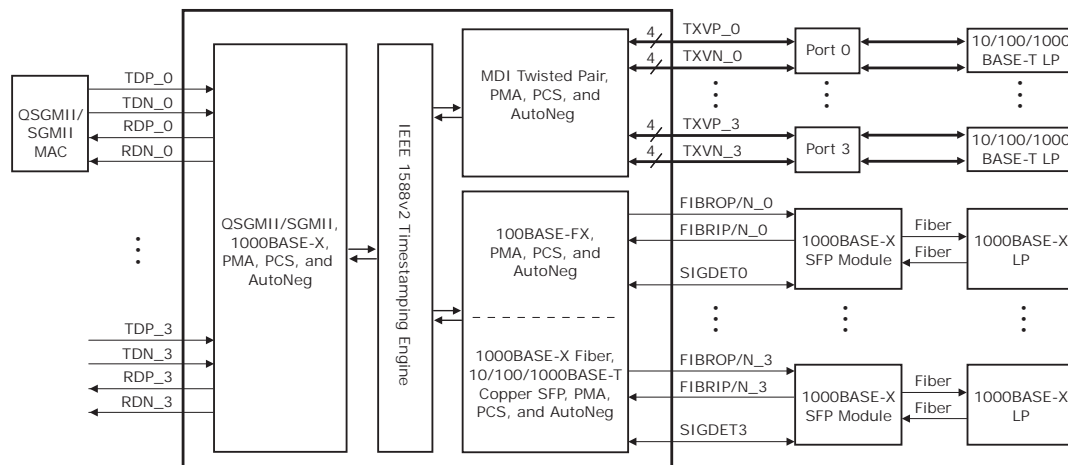 QSGMII/
SGMII
MAC
TDP_0
TDN_0
RDP_0
RDN_0
TDP_3
TDN_3
RDP_3
RDN_3
QSGMII/SGMII,
1000BASE-X,
PMA, PCS, and
AutoNeg
IEEE 1588v2 Timestamping Engine
MDI Twisted Pair,
PMA, PCS, and
AutoNeg
100BASE-FX,
PMA, PCS, and
AutoNeg
1000BASE-X Fiber,
10/100/1000BASE-T
Copper SFP, PMA,
PCS, and AutoNeg
4 TXVP_0
4 TXVN_0
4 TXVP_3
4 TXVN_3
Port 0
Port 3
10/100/1000
BASE-T LP
10/100/1000
BASE-T LP
FIBROP/N_0
FIBRIP/N_0
SIGDET0
1000BASE-X
SFP Module
Fiber
Fiber
1000BASE-X
LP
FIBROP/N_3
FIBRIP/N_3
SIGDET3
1000BASE-X
SFP Module
Fiber
Fiber
1000BASE-X
LP